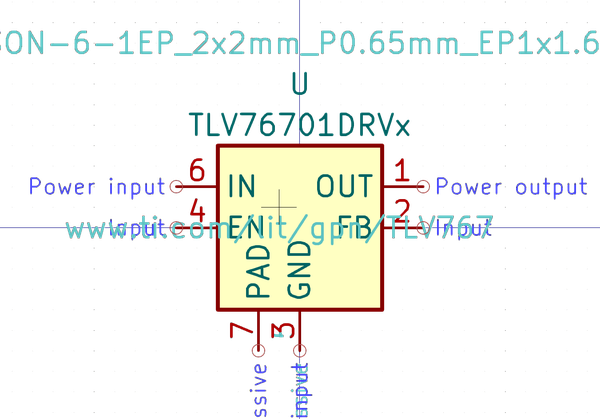 SON-6-1EP_2x2mm_P0.65mm_EP1x1.6
U
TLV76701DRVx
6 1
Power input IN OUT Power output
4 2
Input EN FB Input
www.ti.com/lit/gpn/TLV767
PAD GND
7 3
ssive input